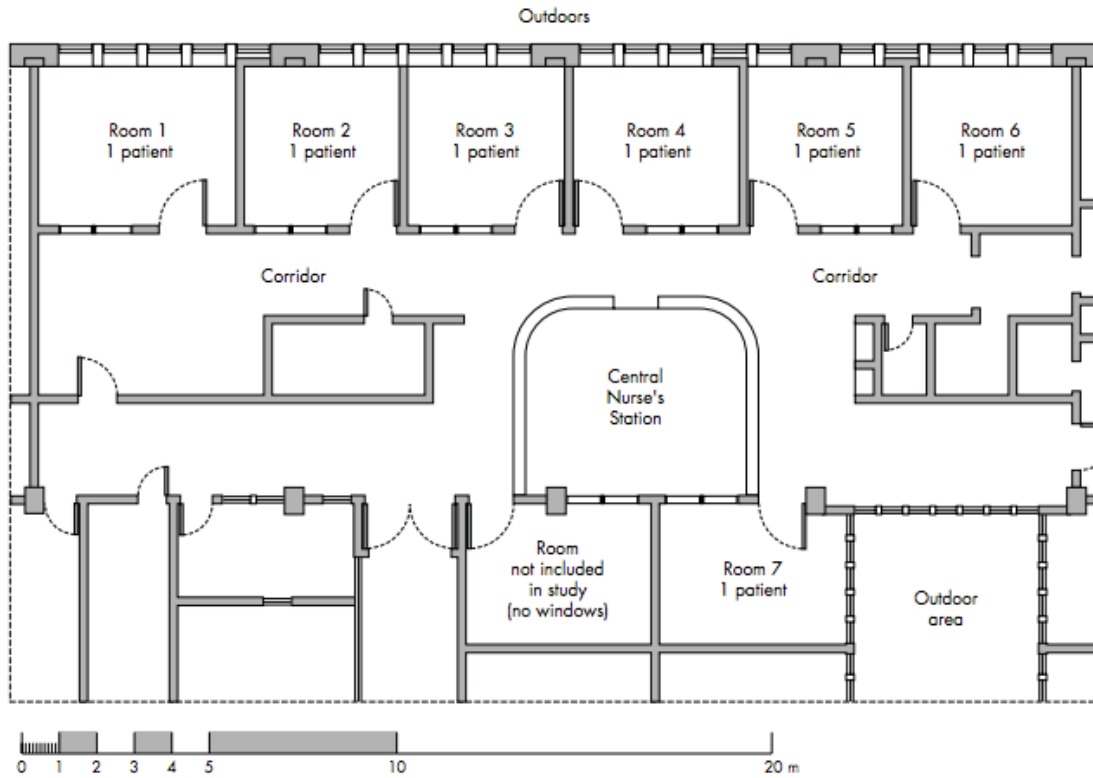 Outdoors
Room 1
1 patient
Room 2
1 patient
Room 3
1 patient
Room 4
1 patient
Room 5
1 patient
Room 6
1 patient
Corridor
Corridor
Central
Nurse's
Station
Room
not included
in study
(no windows)
Room 7
1 patient
Outdoor
area
0 1 2 3 4 5 10 20 m